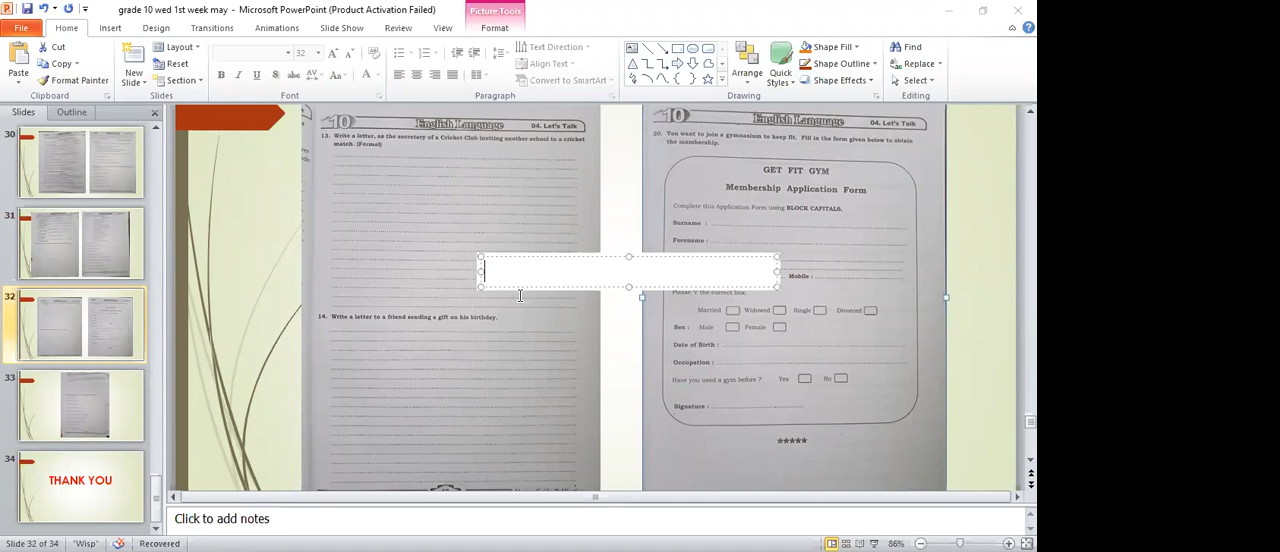 grade 10 wed 1st week may - Microsoft PowerPoint (Product Activation Failed)
Picture Tools
File Home Insert Design Transitions Animations Slide Show Review View Format
Paste
Cut
Copy
Format Painter
Clipboard
New Slide
Layout
Reset
Section
Slides
32
B I U S abc AV Aa A
Font
Text Direction
Align Text
Convert to SmartArt
Paragraph
Arrange
Quick Styles
Shape Fill
Shape Outline
Shape Effects
Drawing
Find
Replace
Select
Editing
Slides Outline
30
31
32
33
34
THANK YOU
10 English Language 04. Let's Talk
13. Write a letter, as the secretary of a Cricket Club inviting another school to a cricket
match. (Formal)
14. Write a letter to a friend sending a gift on his birthday.
10 English Language 04. Let's Talk
20. You want to join a gymnasium to keep fit. Fill in the form given below to obtain
the membership.
GET FIT GYM
Membership Application Form
Complete this Application Form using BLOCK CAPITALS.
Surname :
Forename :
Mobile :
Please √ the correct box.
Married Widowed Single Divorced
Sex : Male Female
Date of Birth :
Occupation :
Have you used a gym before ? Yes No
Signature :
*****
Click to add notes
Slide 32 of 34 "Wisp" Recovered 86%